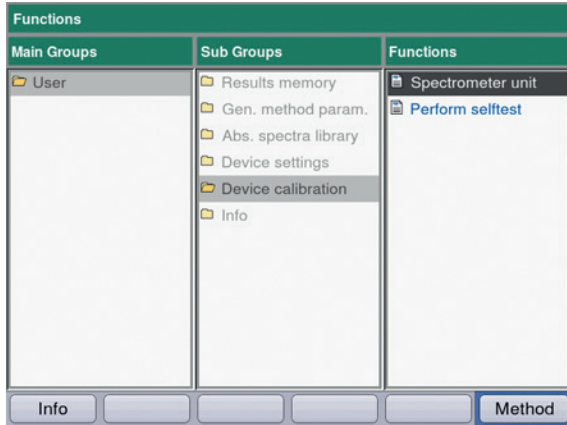 Functions
Main Groups
Sub Groups
Functions
User
Results memory
Gen. method param.
Abs. spectra library
Device settings
Device calibration
Info
Spectrometer unit
Perform selftest
Info
Method